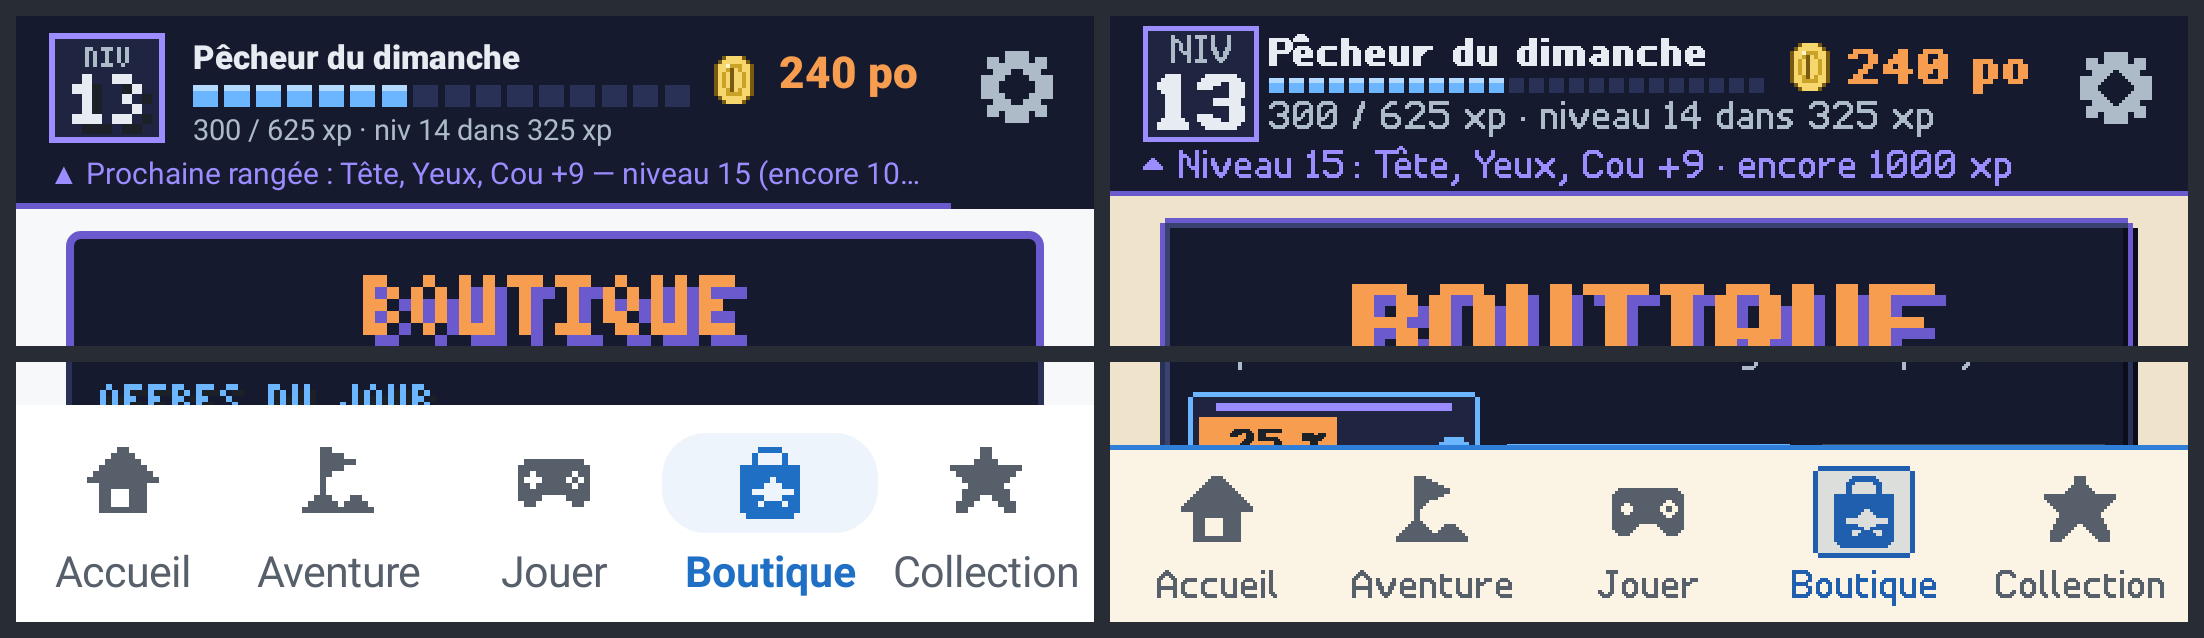 NIV
13
Pêcheur du dimanche
240 po
300 / 625 xp · niv 14 dans 325 xp
▲ Prochaine rangée : Tête, Yeux, Cou +9 — niveau 15 (encore 10…
BOUTIQUE
OFFRES DU JOUR
Accueil
Aventure
Jouer
Boutique
Collection
NIV
13
Pêcheur du dimanche
240 po
300 / 625 xp · niveau 14 dans 325 xp
▲ Niveau 15 : Tête, Yeux, Cou +9 · encore 1000 xp
BOUTIQUE
Accueil
Aventure
Jouer
Boutique
Collection